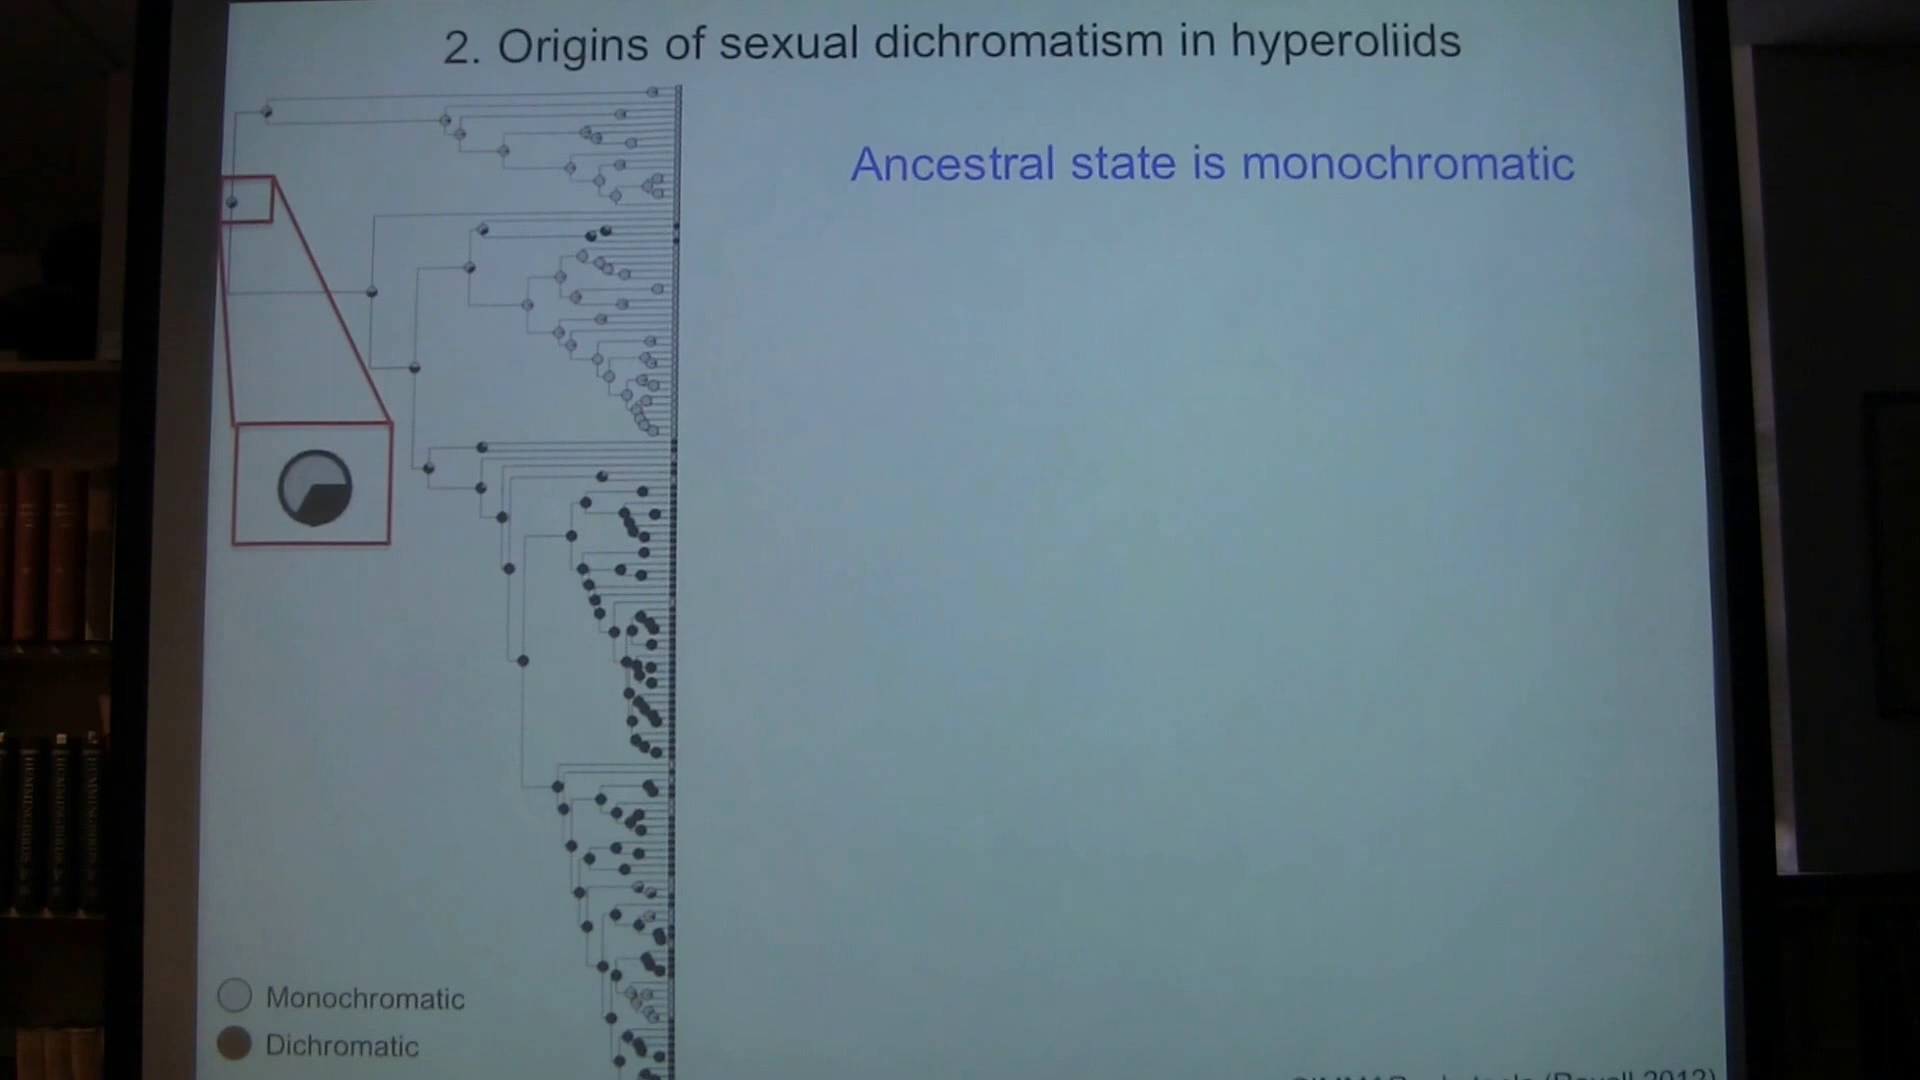 2. Origins of sexual dichromatism in hyperoliids
Ancestral state is monochromatic
Monochromatic
Dichromatic